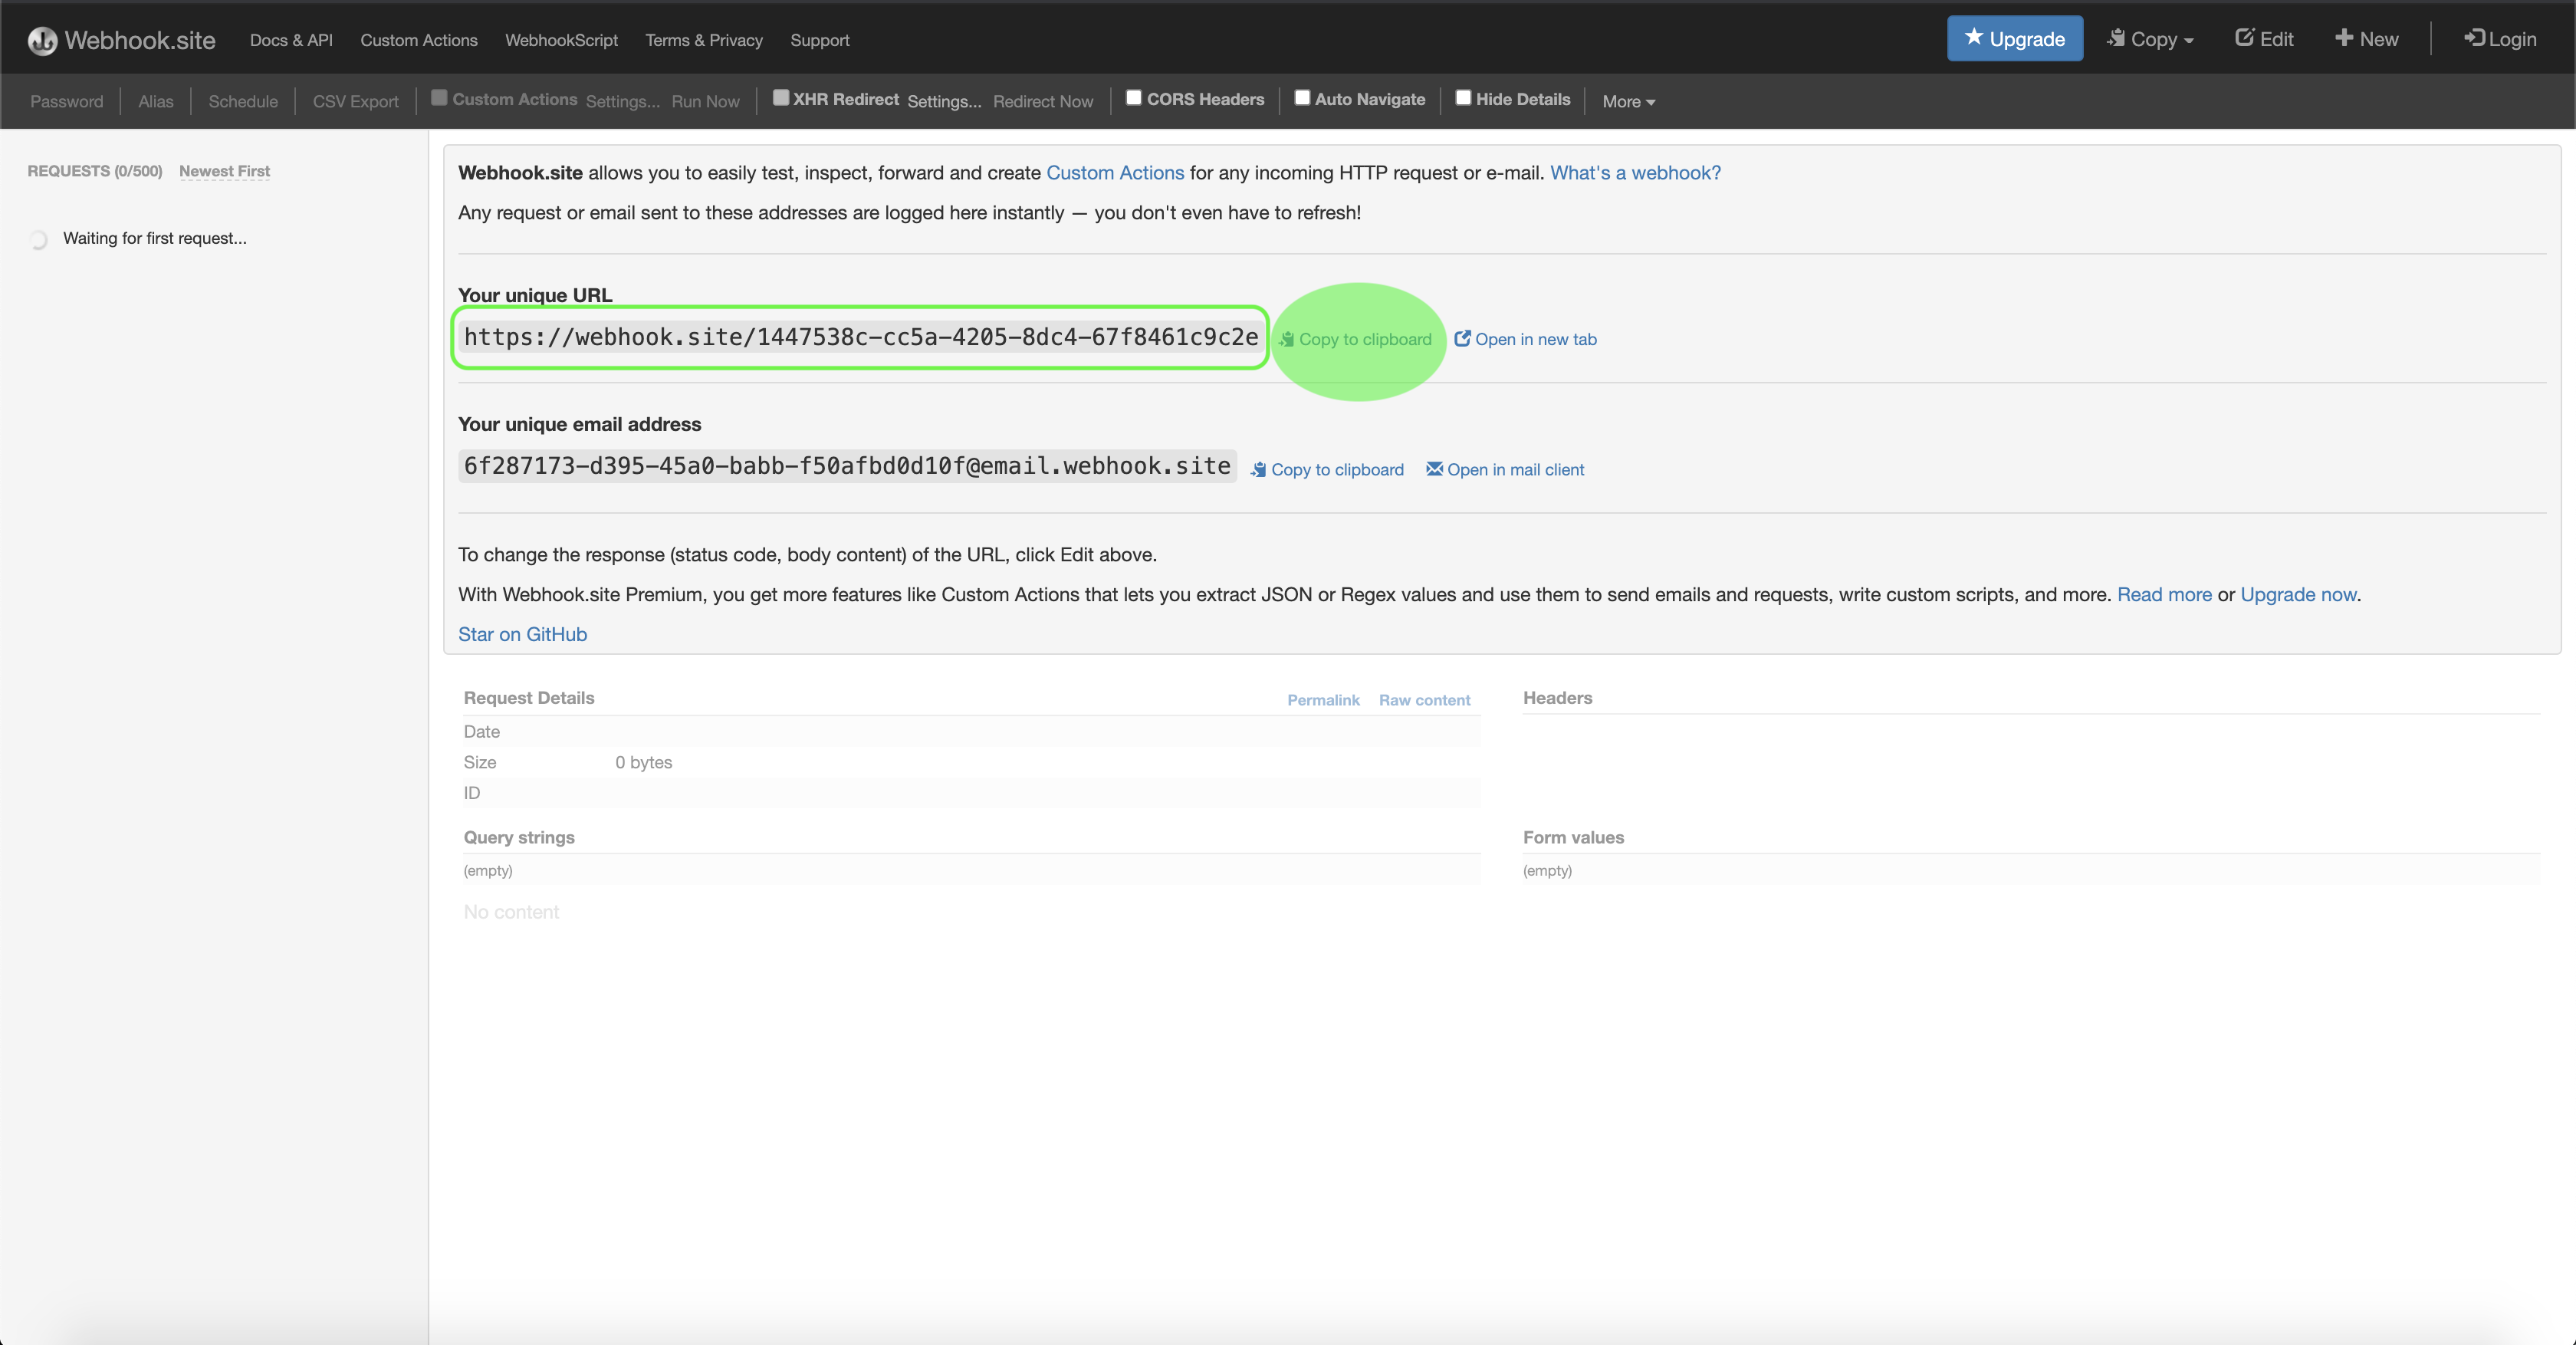 Webhook.site Docs & API Custom Actions WebhookScript Terms & Privacy Support Upgrade Copy Edit New Login
Password Alias Schedule CSV Export Custom Actions Settings... Run Now XHR Redirect Settings... Redirect Now CORS Headers Auto Navigate Hide Details More
REQUESTS (0/500) Newest First
Waiting for first request...
Webhook.site allows you to easily test, inspect, forward and create Custom Actions for any incoming HTTP request or e-mail. What's a webhook?
Any request or email sent to these addresses are logged here instantly — you don't even have to refresh!
Your unique URL
https://webhook.site/1447538c-cc5a-4205-8dc4-67f8461c9c2e Copy to clipboard Open in new tab
Your unique email address
6f287173-d395-45a0-babb-f50afbd0d10f@email.webhook.site Copy to clipboard Open in mail client
To change the response (status code, body content) of the URL, click Edit above.
With Webhook.site Premium, you get more features like Custom Actions that lets you extract JSON or Regex values and use them to send emails and requests, write custom scripts, and more. Read more or Upgrade now.
Star on GitHub
Request Details Permalink Raw content
Date
Size 0 bytes
ID
Headers
Query strings
(empty)
Form values
(empty)
No content